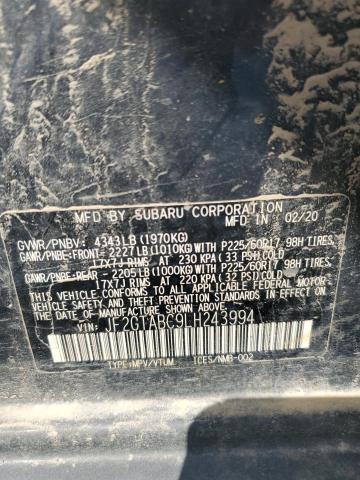 MFD BY SUBARU CORPORATION
MFD IN 02/20
GVWR/PNBV: 4343LB (1970KG)
GAWR/PNBE-FRONT- 2227LB(1010KG)WITH P225/60R17 98H TIRES,
17X7J RIMS AT 230 KPA (33 PSI)COLD
GAWR/PNBE-REAR - 2205LB(1000KG)WITH P225/60R17 98H TIRES,
17X7J RIMS AT 220 KPA (32 PSI)COLD
THIS VEHICLE CONFORMS TO ALL APPLICABLE FEDERAL MOTOR VEHICLE
SAFETY, BUMPER, AND THEFT PREVENTION STANDARDS IN EFFECT ON THE
DATE OF MANUFACTURE SHOWN ABOVE.
VIN: JF2GTABC9LH243994
TYPE:MPV/VTUM ICES/NMB-002